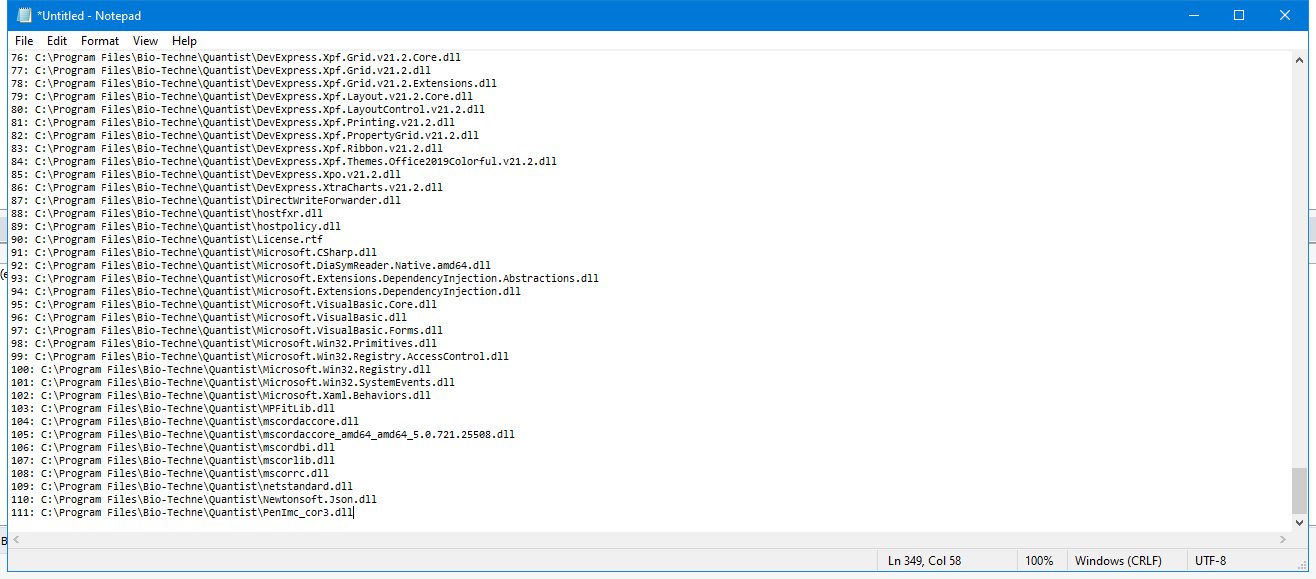 *Untitled - Notepad
File Edit Format View Help
76: C:\Program Files\Bio-Techne\Quantist\DevExpress.Xpf.Grid.v21.2.Core.dll
77: C:\Program Files\Bio-Techne\Quantist\DevExpress.Xpf.Grid.v21.2.dll
78: C:\Program Files\Bio-Techne\Quantist\DevExpress.Xpf.Grid.v21.2.Extensions.dll
79: C:\Program Files\Bio-Techne\Quantist\DevExpress.Xpf.Layout.v21.2.Core.dll
80: C:\Program Files\Bio-Techne\Quantist\DevExpress.Xpf.LayoutControl.v21.2.dll
81: C:\Program Files\Bio-Techne\Quantist\DevExpress.Xpf.Printing.v21.2.dll
82: C:\Program Files\Bio-Techne\Quantist\DevExpress.Xpf.PropertyGrid.v21.2.dll
83: C:\Program Files\Bio-Techne\Quantist\DevExpress.Xpf.Ribbon.v21.2.dll
84: C:\Program Files\Bio-Techne\Quantist\DevExpress.Xpf.Themes.Office2019Colorful.v21.2.dll
85: C:\Program Files\Bio-Techne\Quantist\DevExpress.Xpo.v21.2.dll
86: C:\Program Files\Bio-Techne\Quantist\DevExpress.XtraCharts.v21.2.dll
87: C:\Program Files\Bio-Techne\Quantist\DirectWriteForwarder.dll
88: C:\Program Files\Bio-Techne\Quantist\hostfxr.dll
89: C:\Program Files\Bio-Techne\Quantist\hostpolicy.dll
90: C:\Program Files\Bio-Techne\Quantist\License.rtf
91: C:\Program Files\Bio-Techne\Quantist\Microsoft.CSharp.dll
92: C:\Program Files\Bio-Techne\Quantist\Microsoft.DiaSymReader.Native.amd64.dll
93: C:\Program Files\Bio-Techne\Quantist\Microsoft.Extensions.DependencyInjection.Abstractions.dll
94: C:\Program Files\Bio-Techne\Quantist\Microsoft.Extensions.DependencyInjection.dll
95: C:\Program Files\Bio-Techne\Quantist\Microsoft.VisualBasic.Core.dll
96: C:\Program Files\Bio-Techne\Quantist\Microsoft.VisualBasic.dll
97: C:\Program Files\Bio-Techne\Quantist\Microsoft.VisualBasic.Forms.dll
98: C:\Program Files\Bio-Techne\Quantist\Microsoft.Win32.Primitives.dll
99: C:\Program Files\Bio-Techne\Quantist\Microsoft.Win32.Registry.AccessControl.dll
100: C:\Program Files\Bio-Techne\Quantist\Microsoft.Win32.Registry.dll
101: C:\Program Files\Bio-Techne\Quantist\Microsoft.Win32.SystemEvents.dll
102: C:\Program Files\Bio-Techne\Quantist\Microsoft.Xaml.Behaviors.dll
103: C:\Program Files\Bio-Techne\Quantist\MPFitLib.dll
104: C:\Program Files\Bio-Techne\Quantist\mscordaccore.dll
105: C:\Program Files\Bio-Techne\Quantist\mscordaccore_amd64_amd64_5.0.721.25508.dll
106: C:\Program Files\Bio-Techne\Quantist\mscordbi.dll
107: C:\Program Files\Bio-Techne\Quantist\mscorlib.dll
108: C:\Program Files\Bio-Techne\Quantist\mscorrc.dll
109: C:\Program Files\Bio-Techne\Quantist\netstandard.dll
110: C:\Program Files\Bio-Techne\Quantist\Newtonsoft.Json.dll
111: C:\Program Files\Bio-Techne\Quantist\PenImc_cor3.dll
Ln 349, Col 58 100% Windows (CRLF) UTF-8